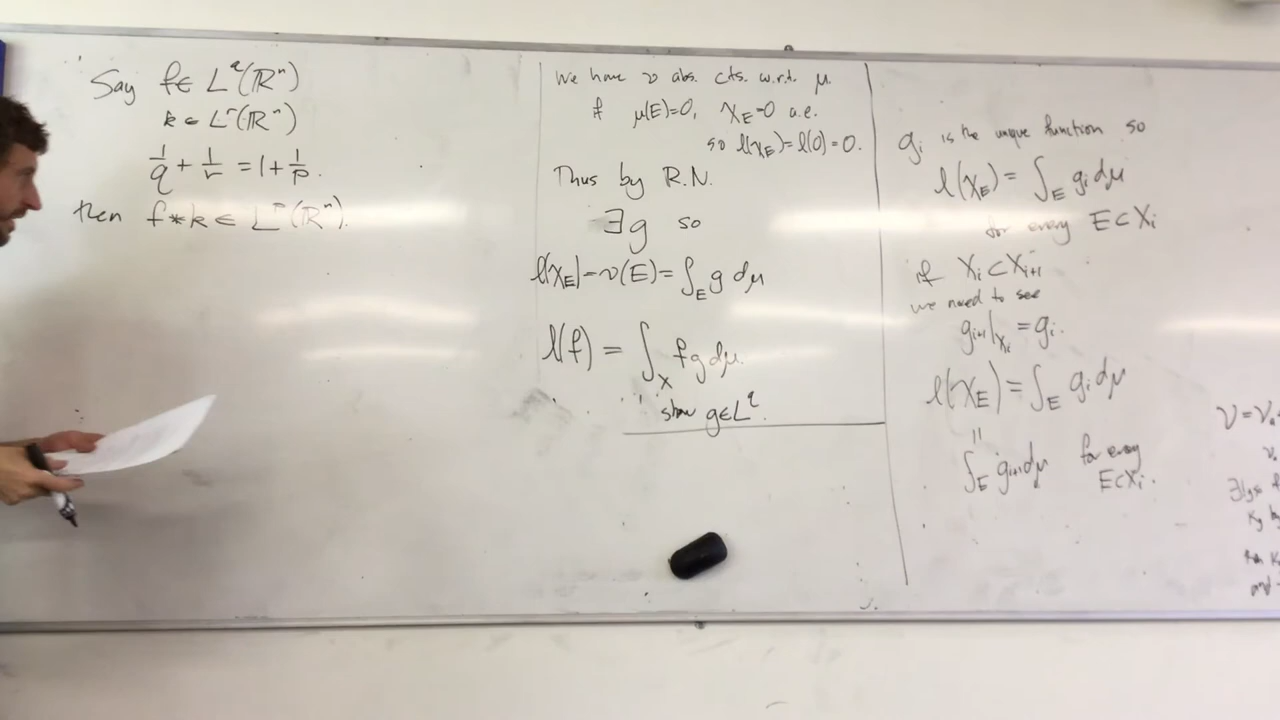 Say f∈ L^q(ℝ^n)
k ∈ L^r(ℝ^n)
1/q + 1/r = 1 + 1/p.
then f*k ∈ L^p(ℝ^n).
We have ν abs. cts. w.r.t. μ
if μ(E)=0, χ_E=0 a.e.
so l(χ_E)=l(0)=0.
Thus by R.N.
∃g so
l(χ_E)=ν(E)=∫_E g dμ
l(f) = ∫_X f g dμ.
show g∈L^q.
g_i is the unique function so
l(χ_E) = ∫_E g_i dμ
for every E⊂X_i
if X_i ⊂ X_{i+1}
we need to see
g_{i+1}|_{X_i} = g_i.
l(χ_E) = ∫_E g_i dμ
||
∫_E g_{i+1} dμ for every
E⊂X_i.
ν = ν
and